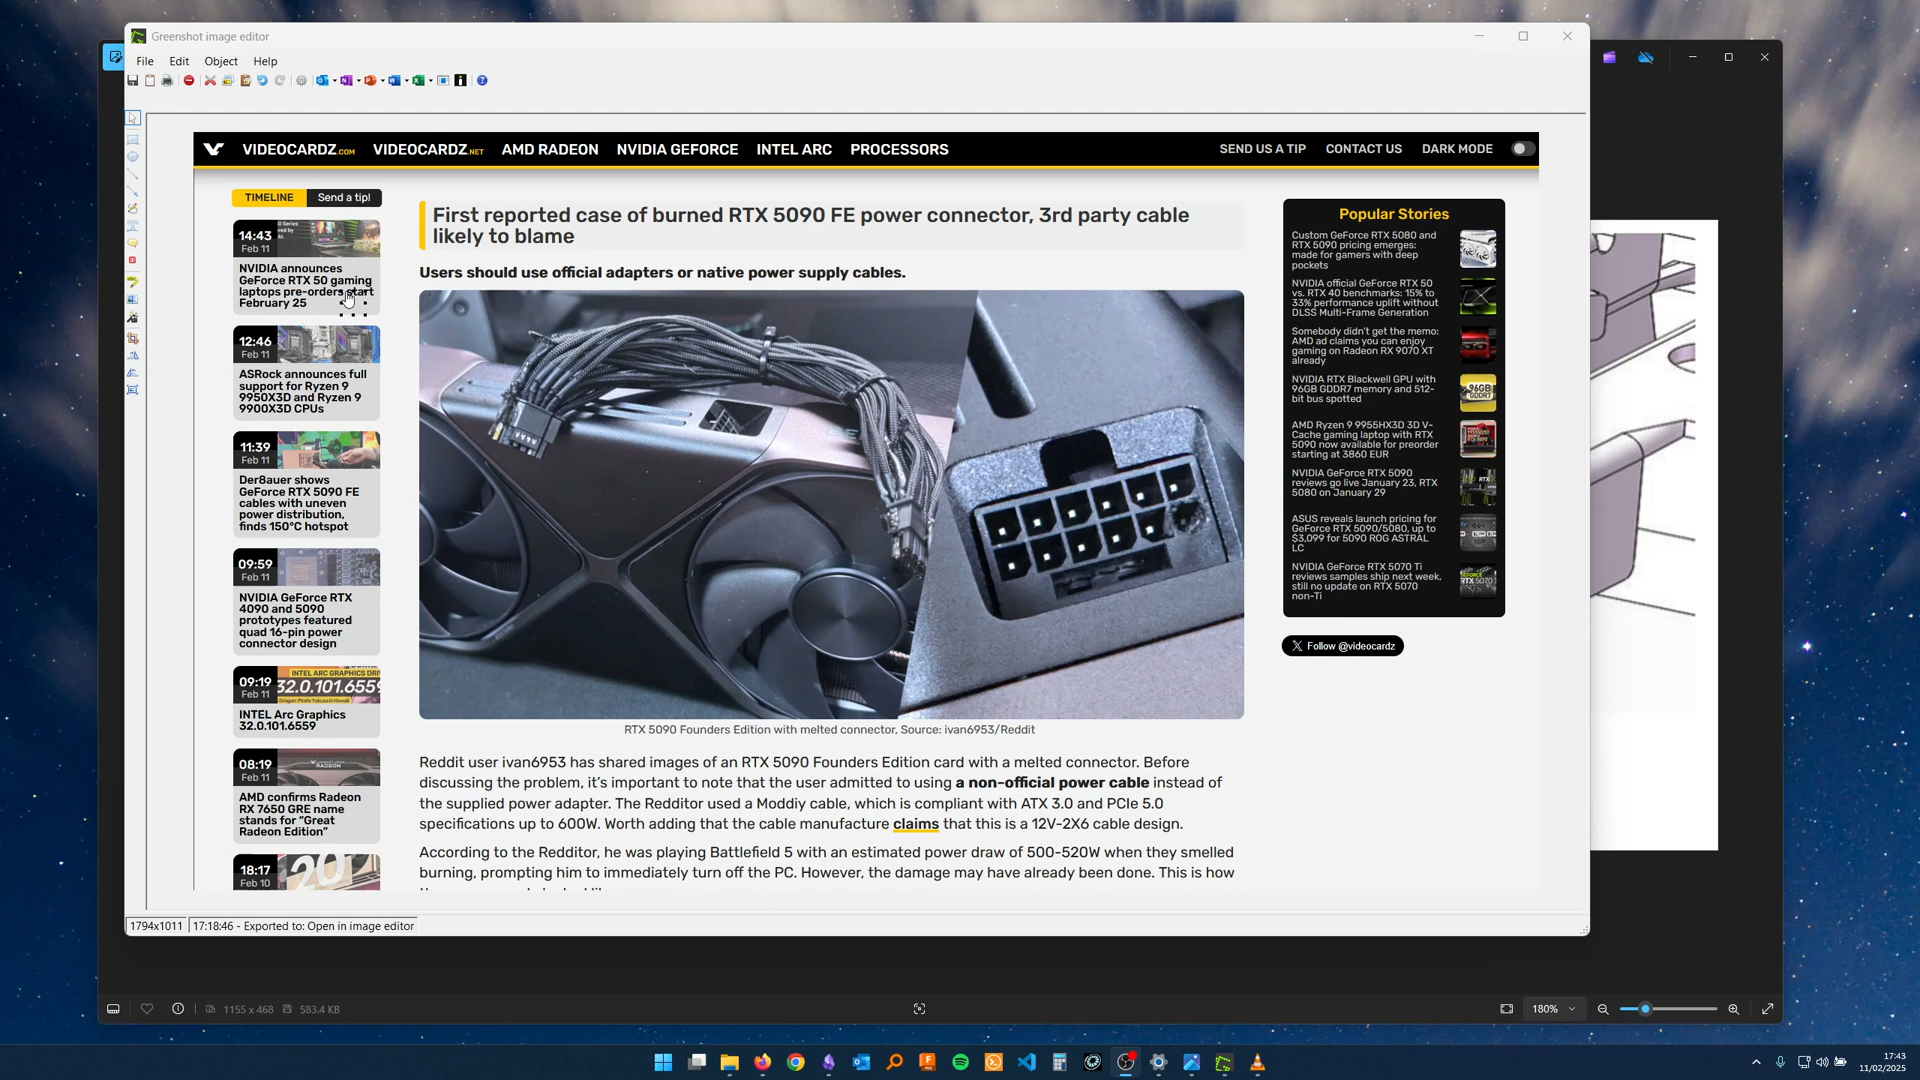 Greenshot image editor
File Edit Object Help
VIDEOCARDZ.COM VIDEOCARDZ.NET AMD RADEON NVIDIA GEFORCE INTEL ARC PROCESSORS SEND US A TIP CONTACT US DARK MODE
TIMELINE Send a tip!
14:43
Feb 11
NVIDIA announces
GeForce RTX 50 gaming
laptops pre-orders start
February 25
12:46
Feb 11
ASRock announces full
support for Ryzen 9
9950X3D and Ryzen 9
9900X3D CPUs
11:39
Feb 11
Der8auer shows
GeForce RTX 5090 FE
cables with uneven
power distribution,
finds 150°C hotspot
09:59
Feb 11
NVIDIA GeForce RTX
4090 and 5090
prototypes featured
quad 16-pin power
connector design
09:19
Feb 11
INTEL ARC GRAPHICS DRI
32.0.101.6559
INTEL Arc Graphics
32.0.101.6559
08:19
Feb 11
AMD confirms Radeon
RX 7650 GRE name
stands for “Great
Radeon Edition”
18:17
Feb 10
20
First reported case of burned RTX 5090 FE power connector, 3rd party cable
likely to blame
Users should use official adapters or native power supply cables.
RTX 5090 Founders Edition with melted connector, Source: ivan6953/Reddit
Reddit user ivan6953 has shared images of an RTX 5090 Founders Edition card with a melted connector. Before
discussing the problem, it’s important to note that the user admitted to using a non-official power cable instead of
the supplied power adapter. The Redditor used a Moddiy cable, which is compliant with ATX 3.0 and PCIe 5.0
specifications up to 600W. Worth adding that the cable manufacture claims that this is a 12V-2X6 cable design.
According to the Redditor, he was playing Battlefield 5 with an estimated power draw of 500-520W when they smelled
burning, prompting him to immediately turn off the PC. However, the damage may have already been done. This is how
Popular Stories
Custom GeForce RTX 5080 and
RTX 5090 pricing emerges:
made for gamers with deep
pockets
NVIDIA official GeForce RTX 50
vs. RTX 40 benchmarks: 15% to
33% performance uplift without
DLSS Multi-Frame Generation
Somebody didn’t get the memo:
AMD ad claims you can enjoy
gaming on Radeon RX 9070 XT
already
NVIDIA RTX Blackwell GPU with
96GB GDDR7 memory and 512-
bit bus spotted
96GB
GDDR7
AMD Ryzen 9 9955HX3D 3D V-
Cache gaming laptop with RTX
5090 now available for preorder
starting at 3860 EUR
NVIDIA GeForce RTX 5090
reviews go live January 23, RTX
5080 on January 29
RTX
ASUS reveals launch pricing for
GeForce RTX 5090/5080, up to
$3,099 for 5090 ROG ASTRAL
LC
NVIDIA GeForce RTX 5070 Ti
reviews samples ship next week,
still no update on RTX 5070
non-Ti
Follow @videocardz
1794x1011 17:18:46 - Exported to: Open in image editor
1155 x 468 583.4 KB 180%
17:43
11/02/2025